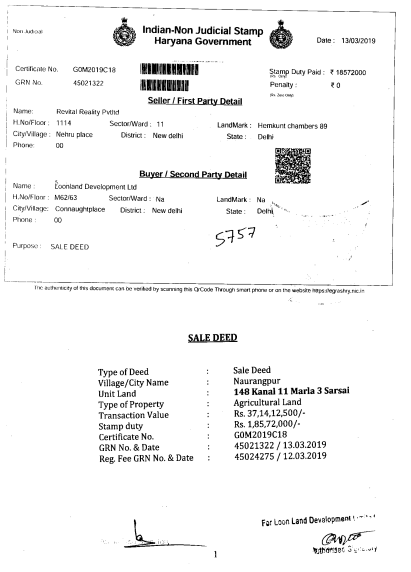 Non Judicial
Indian-Non Judicial Stamp
Haryana Government
Date : 13/03/2019
Certificate No. G0M2019C18
Stamp Duty Paid : ₹ 18572000
GRN No. 45021322
Penalty : ₹ 0
(Rs. Zero Only)
Seller / First Party Detail
Name: Revital Reality Pvtltd
H.No/Floor : 1114 Sector/Ward : 11 LandMark : Hemkunt chambers 89
City/Village : Nehru place District : New delhi State : Delhi
Phone: 00
Buyer / Second Party Detail
Name : Loonland Development Ltd
H.No/Floor : M62/63 Sector/Ward : Na LandMark : Na
City/Village: Connaughtplace District : New delhi State : Delhi
Phone : 00
5757
Purpose : SALE DEED
The authenticity of this document can be verified by scanning this QrCode Through smart phone or on the website https://egrashry.nic.in
SALE DEED
Type of Deed : Sale Deed
Village/City Name : Naurangpur
Unit Land : 148 Kanal 11 Marla 3 Sarsai
Type of Property : Agricultural Land
Transaction Value : Rs. 37,14,12,500/-
Stamp duty : Rs. 1,85,72,000/-
Certificate No. : G0M2019C18
GRN No. & Date : 45021322 / 13.03.2019
Reg. Fee GRN No. & Date : 45024275 / 12.03.2019
For Loon Land Development Limited
Authorised Signatory
1